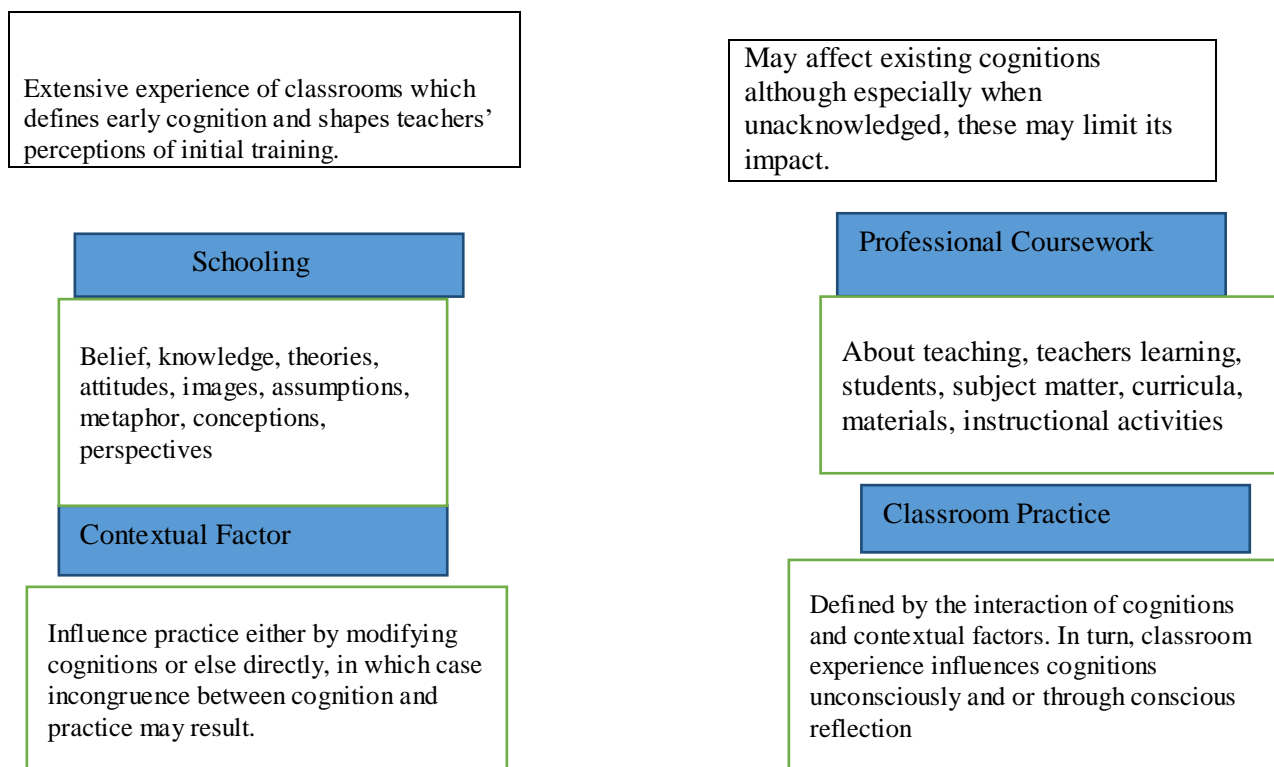 Extensive experience of classrooms which
defines early cognition and shapes teachers’
perceptions of initial training.
May affect existing cognitions
although especially when
unacknowledged, these may limit its
impact.
Schooling
Professional Coursework
Belief, knowledge, theories,
attitudes, images, assumptions,
metaphor, conceptions,
perspectives
About teaching, teachers learning,
students, subject matter, curricula,
materials, instructional activities
Contextual Factor
Classroom Practice
Influence practice either by modifying
cognitions or else directly, in which case
incongruence between cognition and
practice may result.
Defined by the interaction of cognitions
and contextual factors. In turn, classroom
experience influences cognitions
unconsciously and or through conscious
reflection